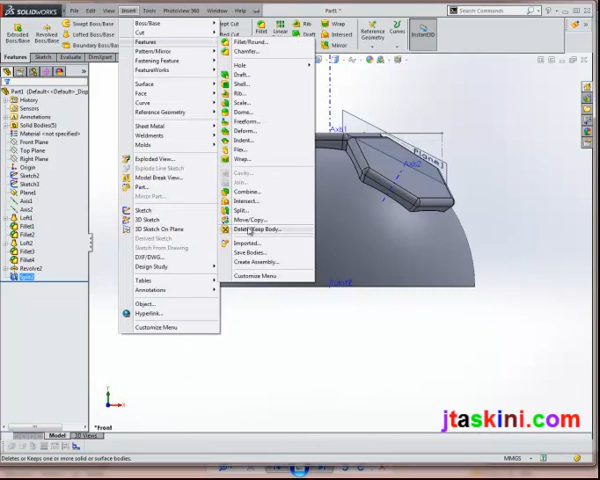 SOLIDWORKS
File Edit View Insert Tools PhotoView 360 Window Help
Part1 *
Search Commands
Extruded Boss/Base
Revolved Boss/Base
Swept Boss/Base
Lofted Boss/Base
Boundary Boss/Base
Fillet
Linear
Rib
Draft
Shell
Wrap
Intersect
Mirror
Reference Geometry
Curves
Instant3D
Features Sketch Evaluate DimXpert
Part1 (Default<<Default>_Disp
History
Sensors
Annotations
Solid Bodies(5)
Material <not specified>
Front Plane
Top Plane
Right Plane
Origin
Sketch2
Sketch3
Plane1
Axis1
Axis2
Loft1
Fillet1
Fillet2
Loft2
Fillet3
Fillet4
Revolve2
Split1
Boss/Base
Cut
Features
Pattern/Mirror
Fastening Feature
FeatureWorks
Surface
Face
Curve
Reference Geometry
Sheet Metal
Weldments
Molds
Exploded View...
Explode Line Sketch
Model Break View...
Part...
Mirror Part...
Sketch
3D Sketch
3D Sketch On Plane
Derived Sketch
Sketch From Drawing
DXF/DWG...
Design Study
Tables
Annotations
Object...
Hyperlink...
Customize Menu
Fillet/Round...
Chamfer...
Hole
Draft...
Shell...
Rib...
Scale...
Dome...
Freeform...
Deform...
Indent...
Flex...
Wrap...
Cavity...
Join...
Combine...
Intersect...
Split...
Move/Copy...
Delete/Keep Body...
Imported...
Save Bodies...
Create Assembly...
Customize Menu
Axis1
Plane1
Axis2
Y
X
*Front
jtaskini.com
Model 3D Views
Deletes or Keeps one or more solid or surface bodies.
MMGS